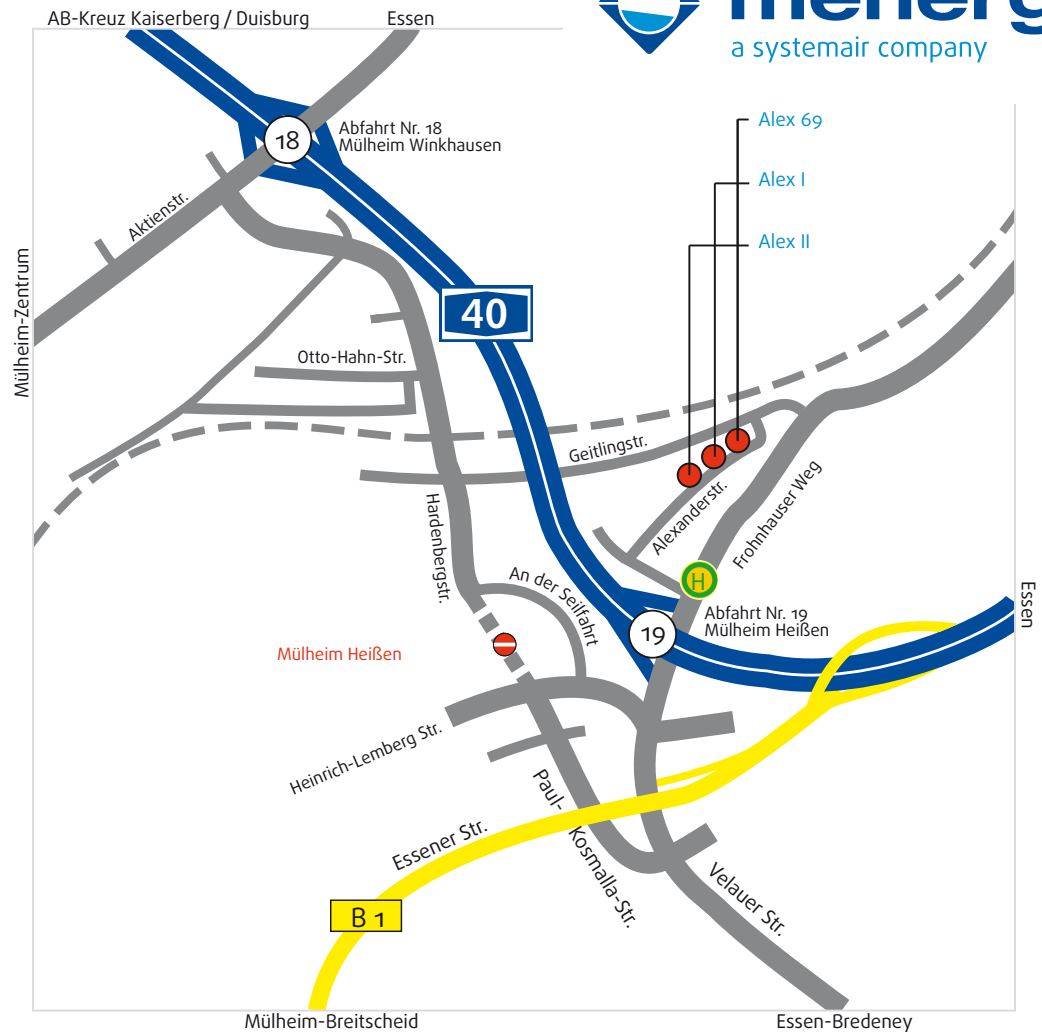 AB-Kreuz Kaiserberg / Duisburg
Essen
a systemair company
Alex 69
18
Abfahrt Nr. 18
Mülheim Winkhausen
Alex I
Aktienstr.
Alex II
Mülheim-Zentrum
40
Otto-Hahn-Str.
Geitlingstr.
Hardenbergstr.
Alexanderstr.
Frohnhauser Weg
An der Seilfahrt
H
Essen
Abfahrt Nr. 19
Mülheim Heißen
19
Mülheim Heißen
Heinrich-Lemberg Str.
Paul-
Kosmalla-Str.
Essener Str.
Velauer Str.
B 1
Mülheim-Breitscheid
Essen-Bredeney